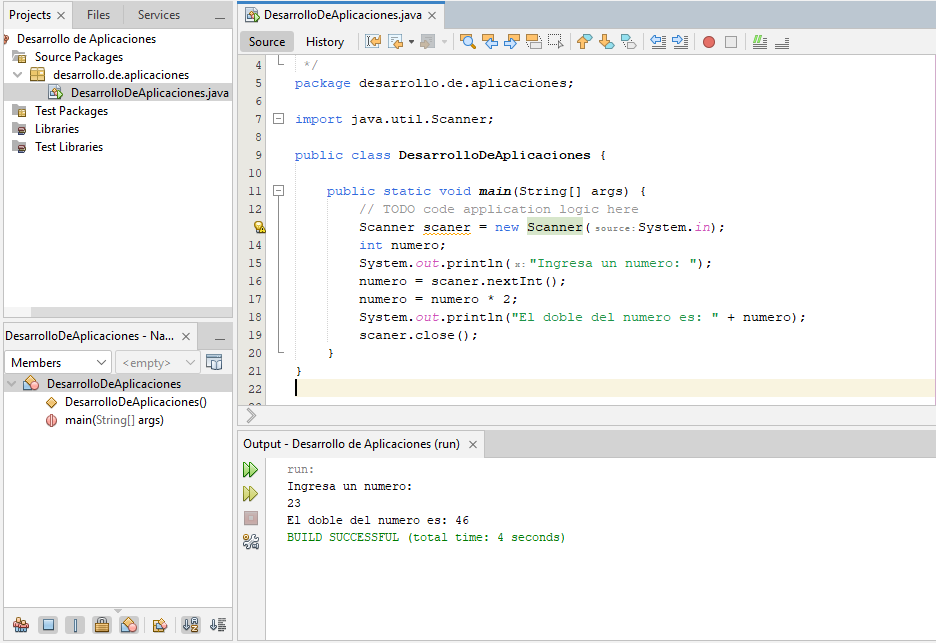 Projects
Files
Services
Desarrollo de Aplicaciones
Source Packages
desarrollo.de.aplicaciones
DesarrolloDeAplicaciones.java
Test Packages
Libraries
Test Libraries
DesarrolloDeAplicaciones - Na...
Members
<empty>
DesarrolloDeAplicaciones
DesarrolloDeAplicaciones()
main(String[] args)
DesarrolloDeAplicaciones.java
Source
History
4 */
5 package desarrollo.de.aplicaciones;
6
7 import java.util.Scanner;
8
9 public class DesarrolloDeAplicaciones {
10
11 public static void main(String[] args) {
12 // TODO code application logic here
Scanner scaner = new Scanner( source: System.in);
14 int numero;
15 System.out.println( x: "Ingresa un numero: ");
16 numero = scaner.nextInt();
17 numero = numero * 2;
18 System.out.println("El doble del numero es: " + numero);
19 scaner.close();
20 }
21 }
22
Output - Desarrollo de Aplicaciones (run)
run:
Ingresa un numero:
23
El doble del numero es: 46
BUILD SUCCESSFUL (total time: 4 seconds)